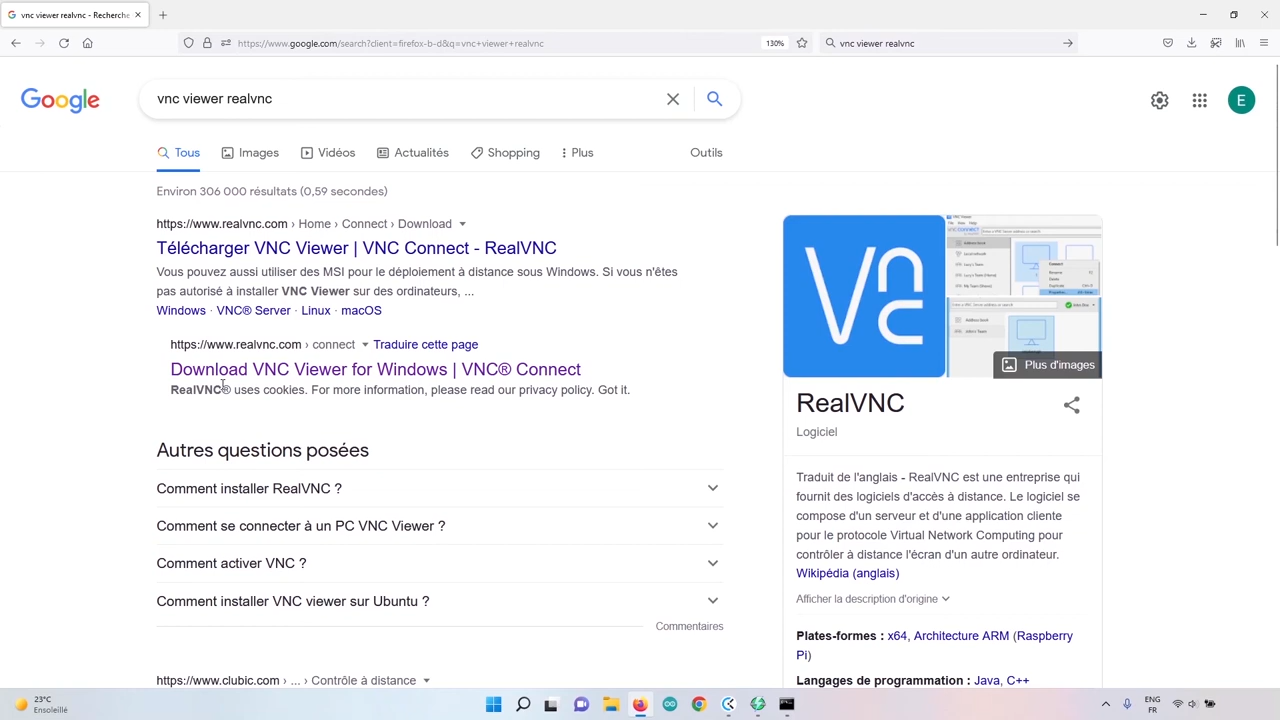 vnc viewer realvnc - Recherche
https://www.google.com/search?client=firefox-b-d&q=vnc+viewer+realvnc
130%
vnc viewer realvnc
Google
vnc viewer realvnc
E
Tous
Images
Vidéos
Actualités
Shopping
Plus
Outils
Environ 306 000 résultats (0,59 secondes)
https://www.realvnc.com › Home › Connect › Download
Télécharger VNC Viewer | VNC Connect - RealVNC
Vous pouvez aussi utiliser des MSI pour le déploiement à distance sous Windows. Si vous n'êtes
pas autorisé à installer VNC Viewer sur des ordinateurs, ...
Windows · VNC® Server · Linux · macOS
https://www.realvnc.com › connect
Traduire cette page
Download VNC Viewer for Windows | VNC® Connect
RealVNC® uses cookies. For more information, please read our privacy policy. Got it.
Autres questions posées
Comment installer RealVNC ?
Comment se connecter à un PC VNC Viewer ?
Comment activer VNC ?
Comment installer VNC viewer sur Ubuntu ?
Commentaires
https://www.clubic.com › ... › Contrôle à distance
Vnc
Plus d'images
RealVNC
Logiciel
Traduit de l'anglais - RealVNC est une entreprise qui
fournit des logiciels d'accès à distance. Le logiciel se
compose d'un serveur et d'une application cliente
pour le protocole Virtual Network Computing pour
contrôler à distance l'écran d'un autre ordinateur.
Wikipédia (anglais)
Afficher la description d'origine
Plates-formes : x64, Architecture ARM (Raspberry
Pi)
Langages de programmation : Java, C++
23°C
Ensoleillé
ENG
FR